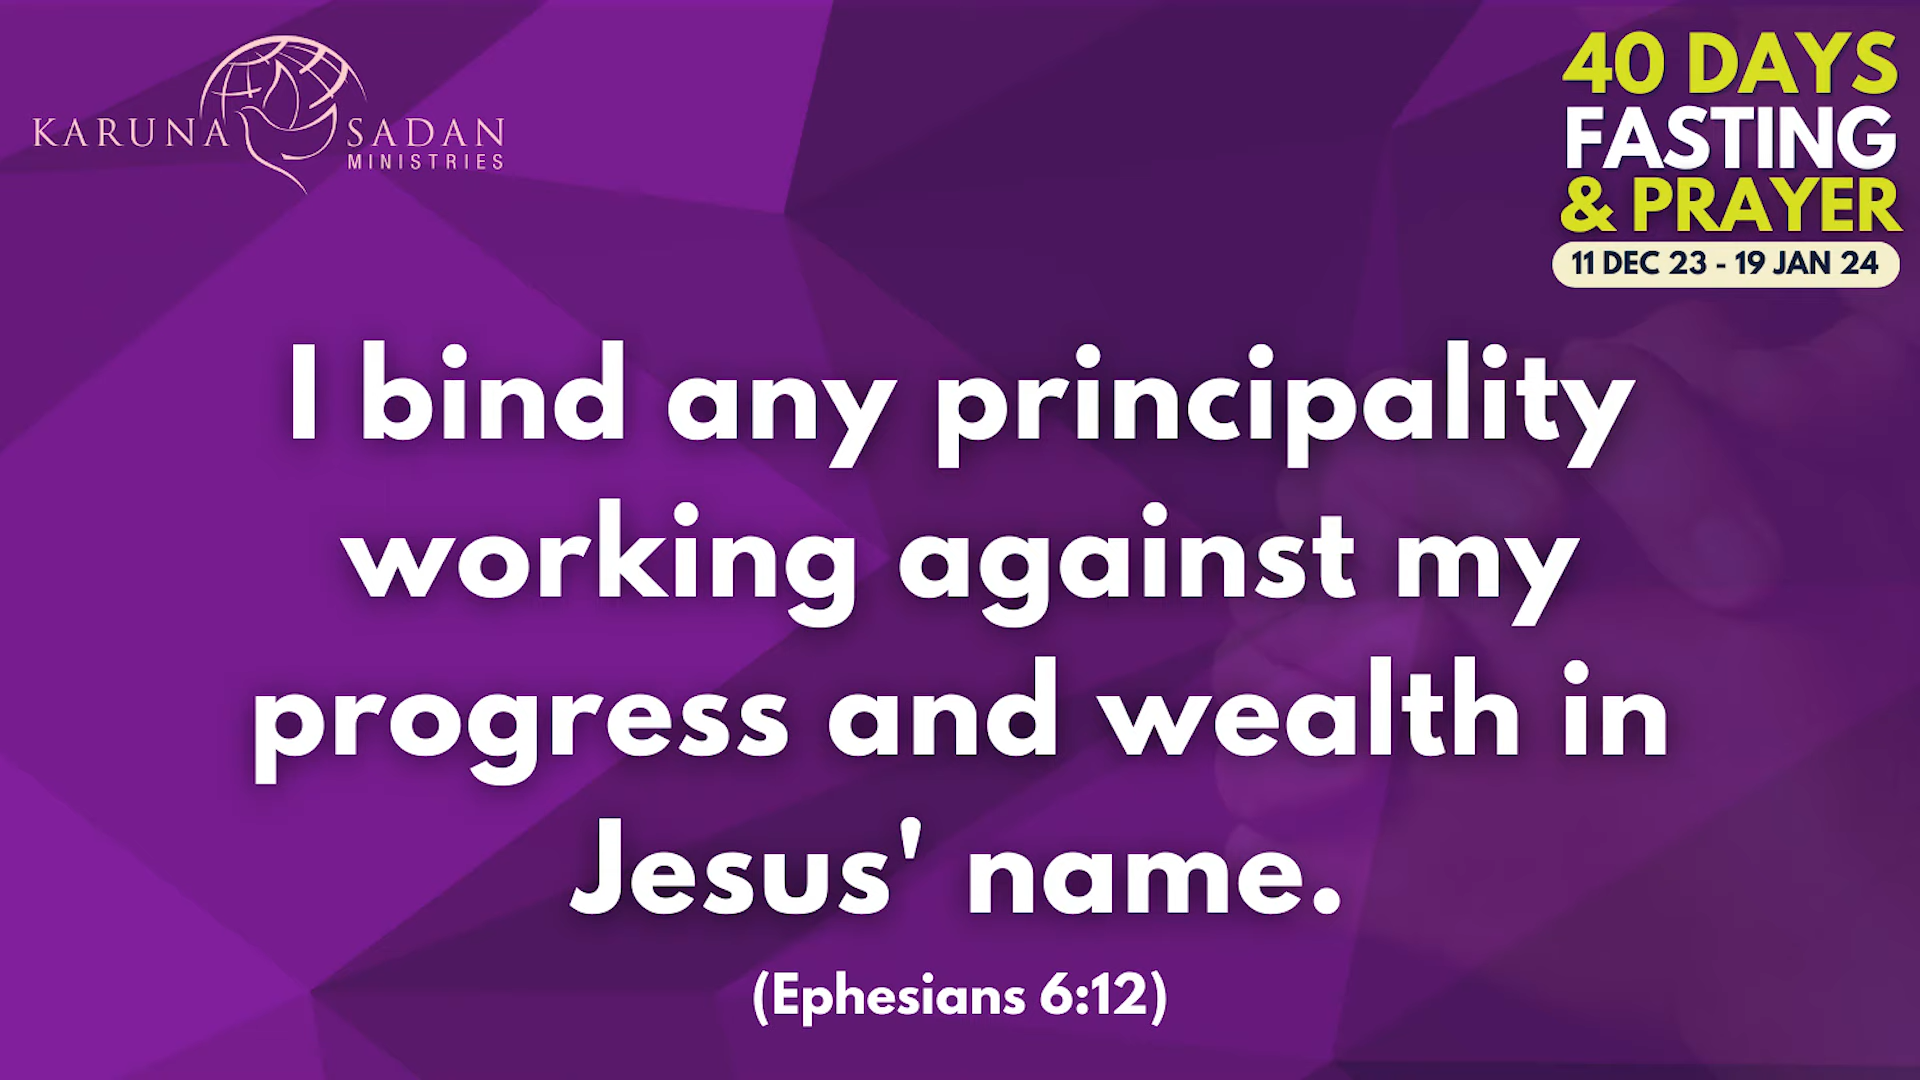 KARUNA SADAN
MINISTRIES
40 DAYS
FASTING
& PRAYER
11 DEC 23 - 19 JAN 24
I bind any principality
working against my
progress and wealth in
Jesus' name.
(Ephesians 6:12)